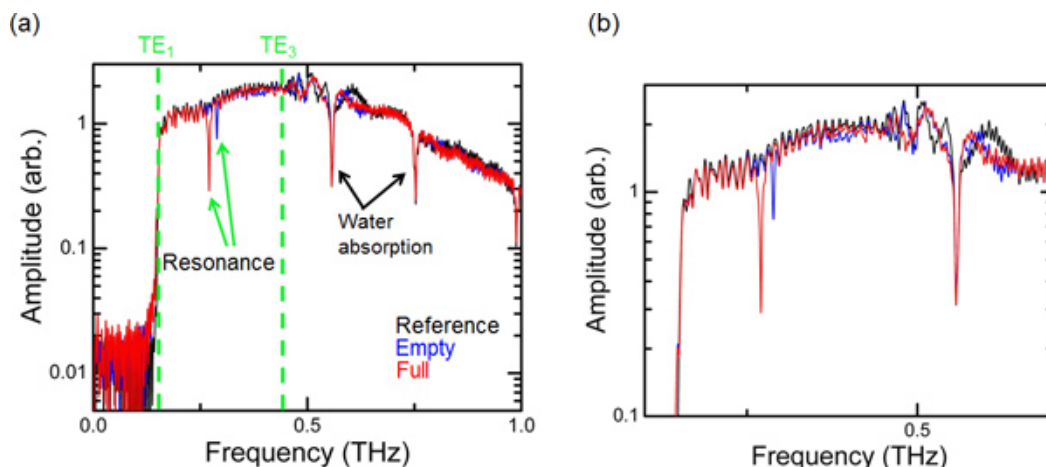 (a)
TE₁ TE₃
Amplitude (arb.)
1
0.1
0.01
Resonance
Water
absorption
Reference
Empty
Full
0.0 0.5 1.0
Frequency (THz)
(b)
Amplitude (arb.)
1
0.1
0.5
Frequency (THz)